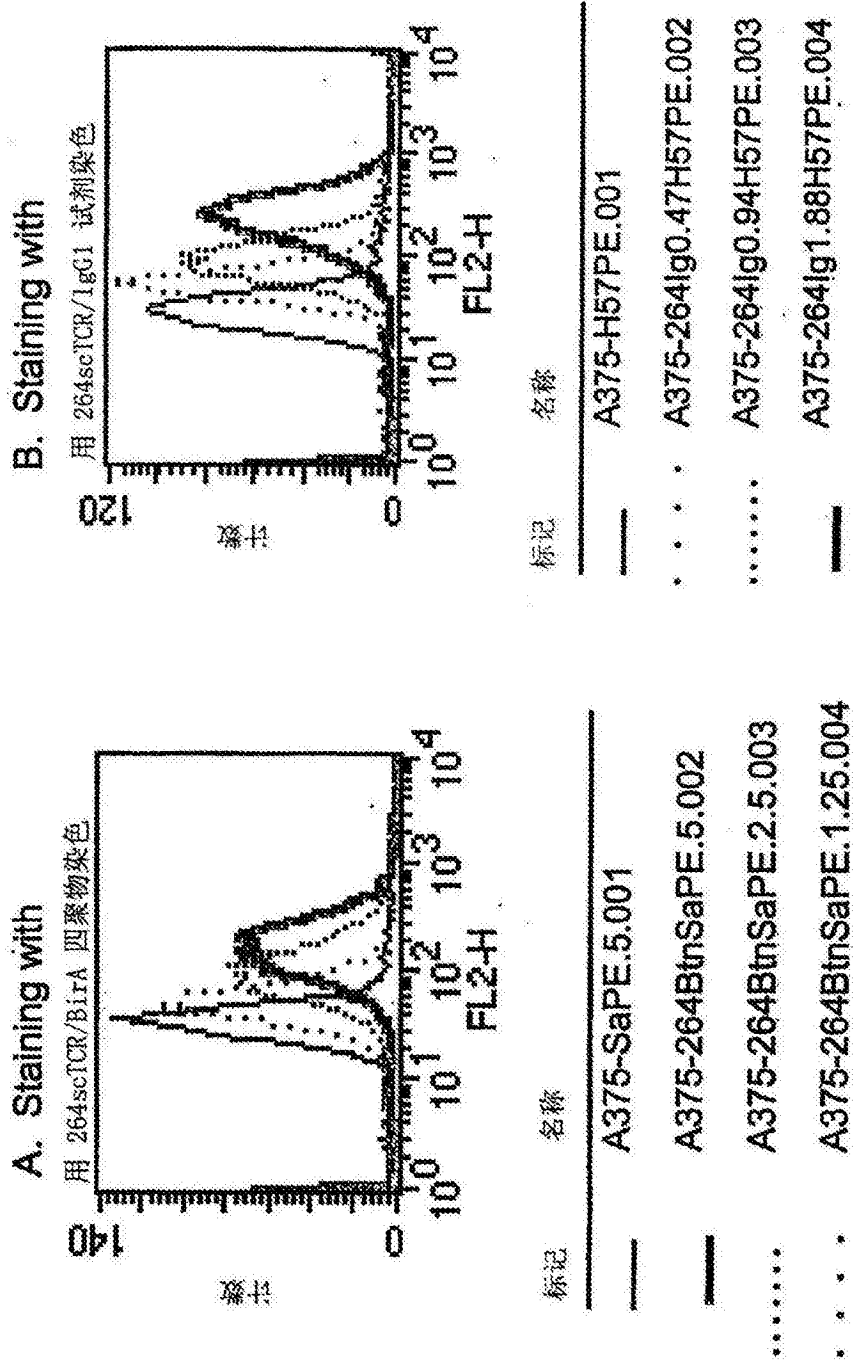 A. Staining with
用 264scTCR/BirA 四聚物染色
140
计数
0
10^0 10^1 10^2 10^3 10^4
FL2-H
标记 名称
A375-SaPE.5.001
A375-264BtnSaPE.5.002
A375-264BtnSaPE.2.5.003
A375-264BtnSaPE.1.25.004
B. Staining with
用 264scTCR/IgG1 试剂染色
120
计数
0
10^0 10^1 10^2 10^3 10^4
FL2-H
标记 名称
A375-H57PE.001
A375-264Ig0.47H57PE.002
A375-264Ig0.94H57PE.003
A375-264Ig1.88H57PE.004